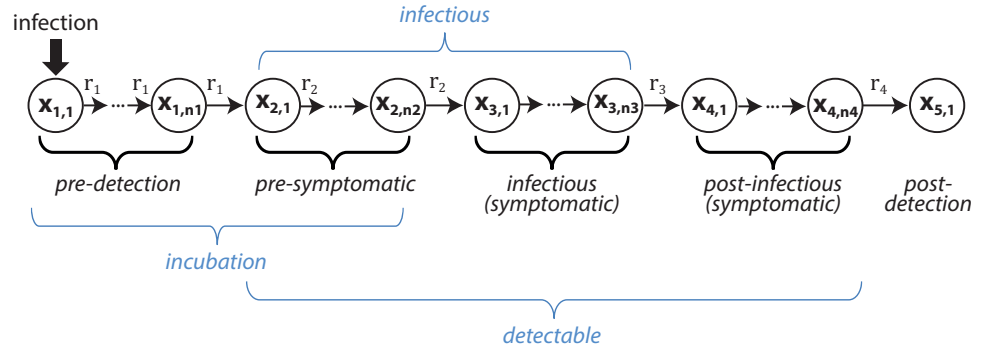 infectious
infection
r1 r1 r1 r2 r2 r3 r4
x1,1 ... x1,n1 x2,1 ... x2,n2 x3,1 ... x3,n3 x4,1 ... x4,n4 x5,1
pre-detection pre-symptomatic infectious post-infectious post-
(symptomatic) (symptomatic) detection
incubation
detectable